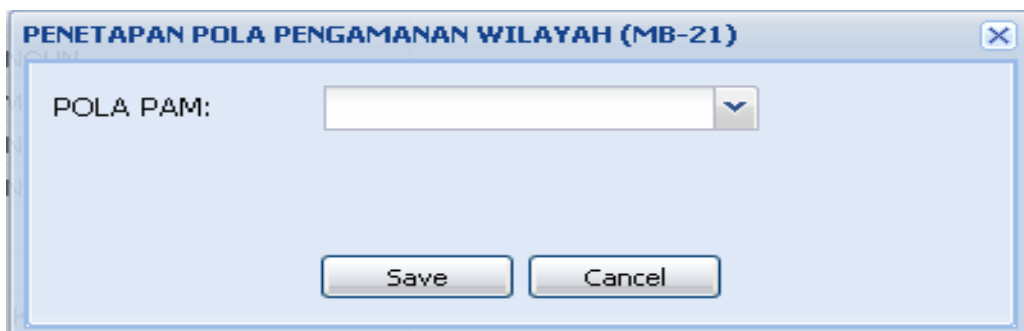 PENETAPAN POLA PENGAMANAN WILAYAH (MB-21)
POLA PAM:
Save Cancel